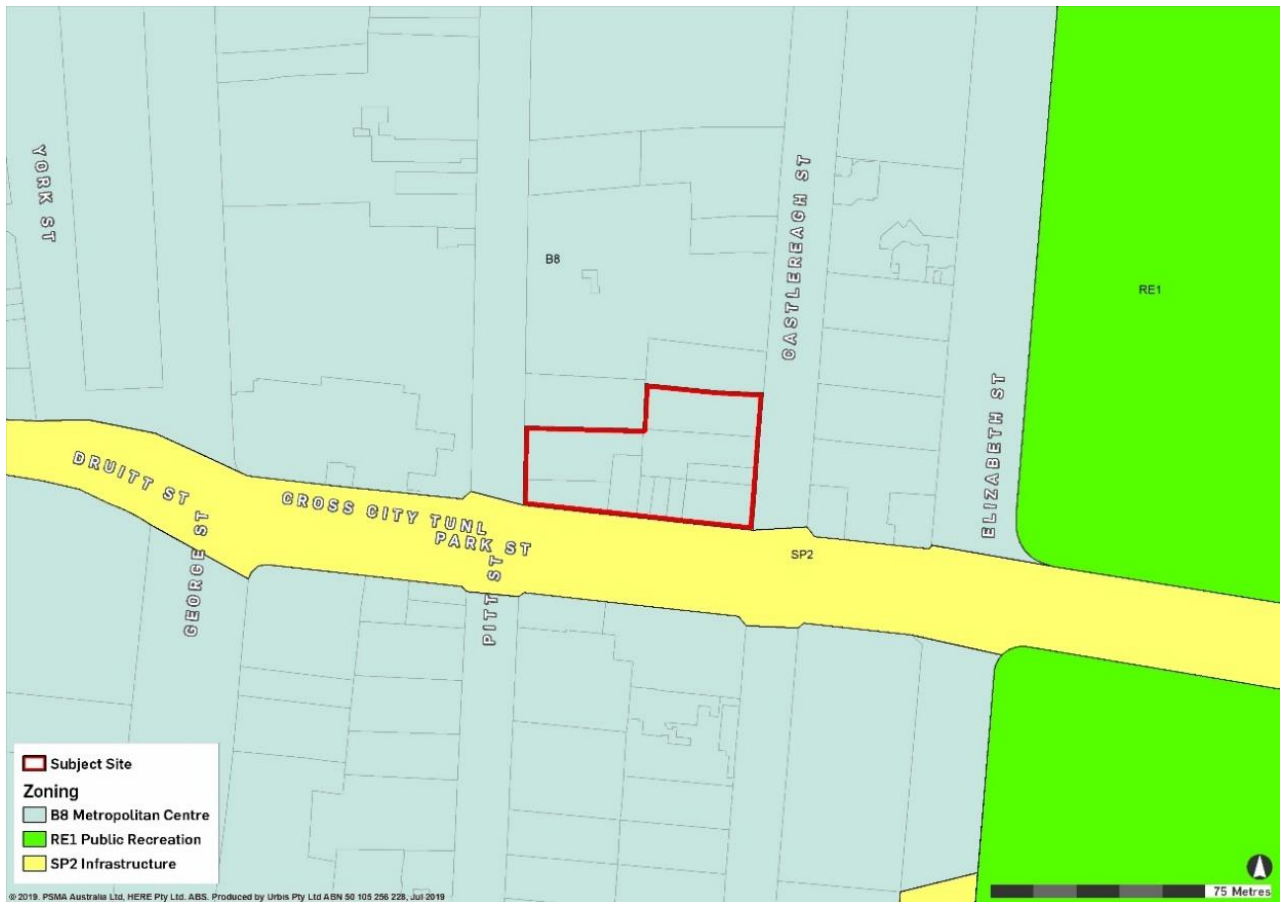 YORK ST
CASTLEREAGH ST
B8
RE1
ELIZABETH ST
DRUITT ST
CROSS CITY TUNL
PARK ST
GEORGE ST
PITT ST
SP2
Subject Site
Zoning
B8 Metropolitan Centre
RE1 Public Recreation
SP2 Infrastructure
75 Metres
© 2019. PSMA Australia Ltd, HERE Pty Ltd. ABS. Produced by Urbis Pty Ltd ABN 50 105 256 228, Jul 2019